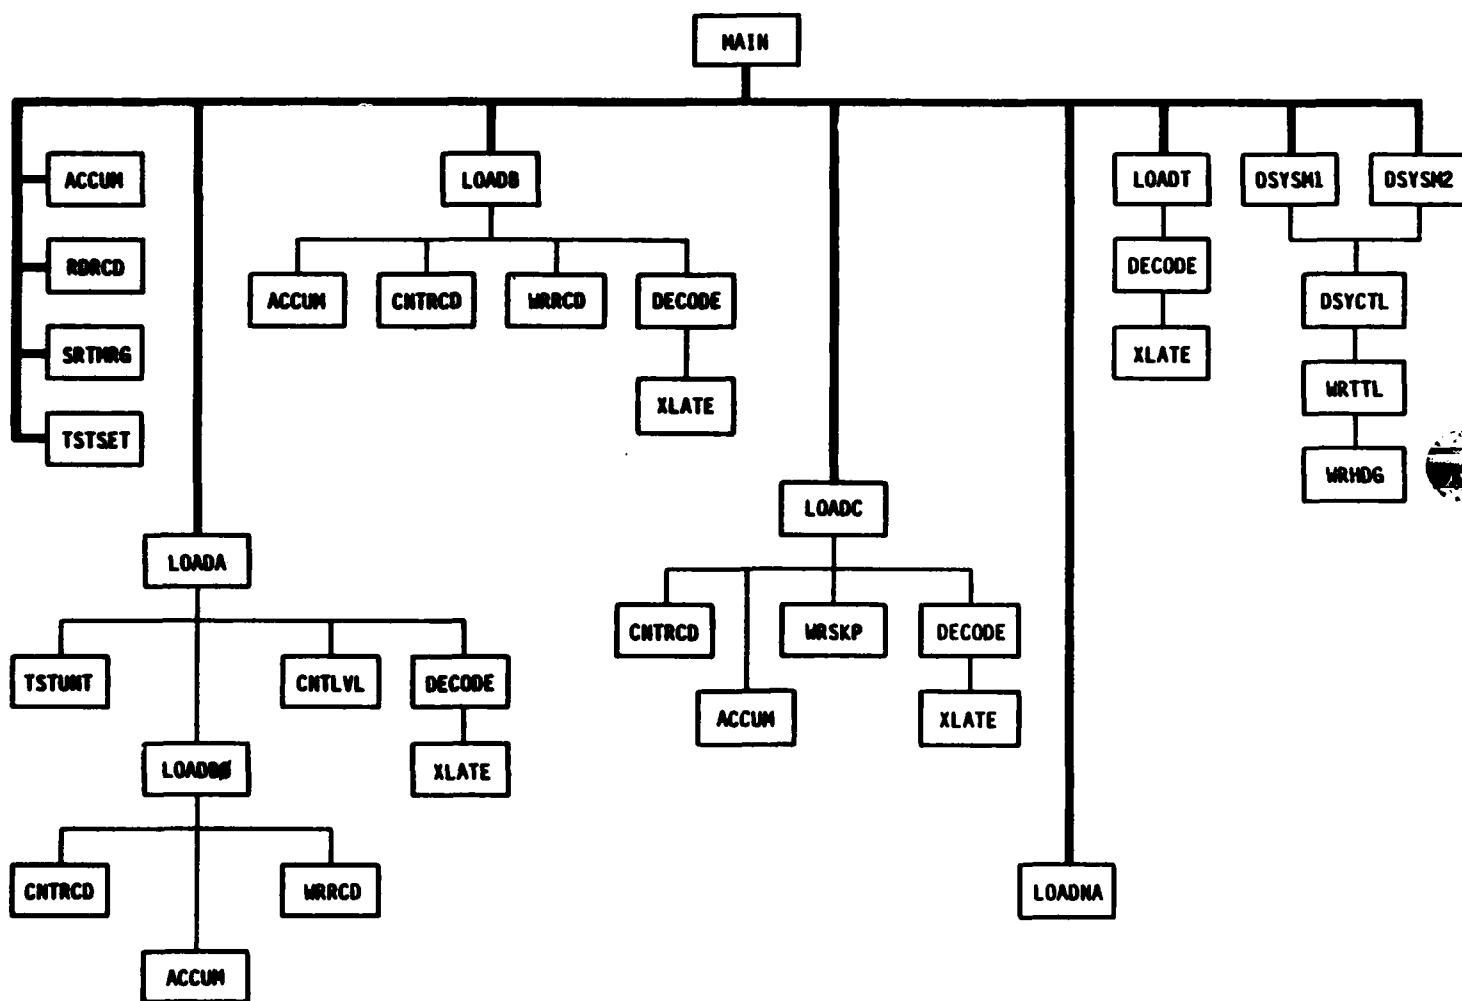 MAIN
ACCUM
RDRCD
SRTMRG
TSTSET
LOADB
ACCUM
CNTRCD
WRRCD
DECODE
XLATE
LOADT
DECODE
XLATE
DSYSM1
DSYSM2
DSYCTL
WRTTL
WRHDG
LOADC
CNTRCD
ACCUM
WRSKP
DECODE
XLATE
LOADA
TSTUNT
CNTLVL
DECODE
XLATE
LOADBØ
CNTRCD
ACCUM
WRRCD
LOADNA